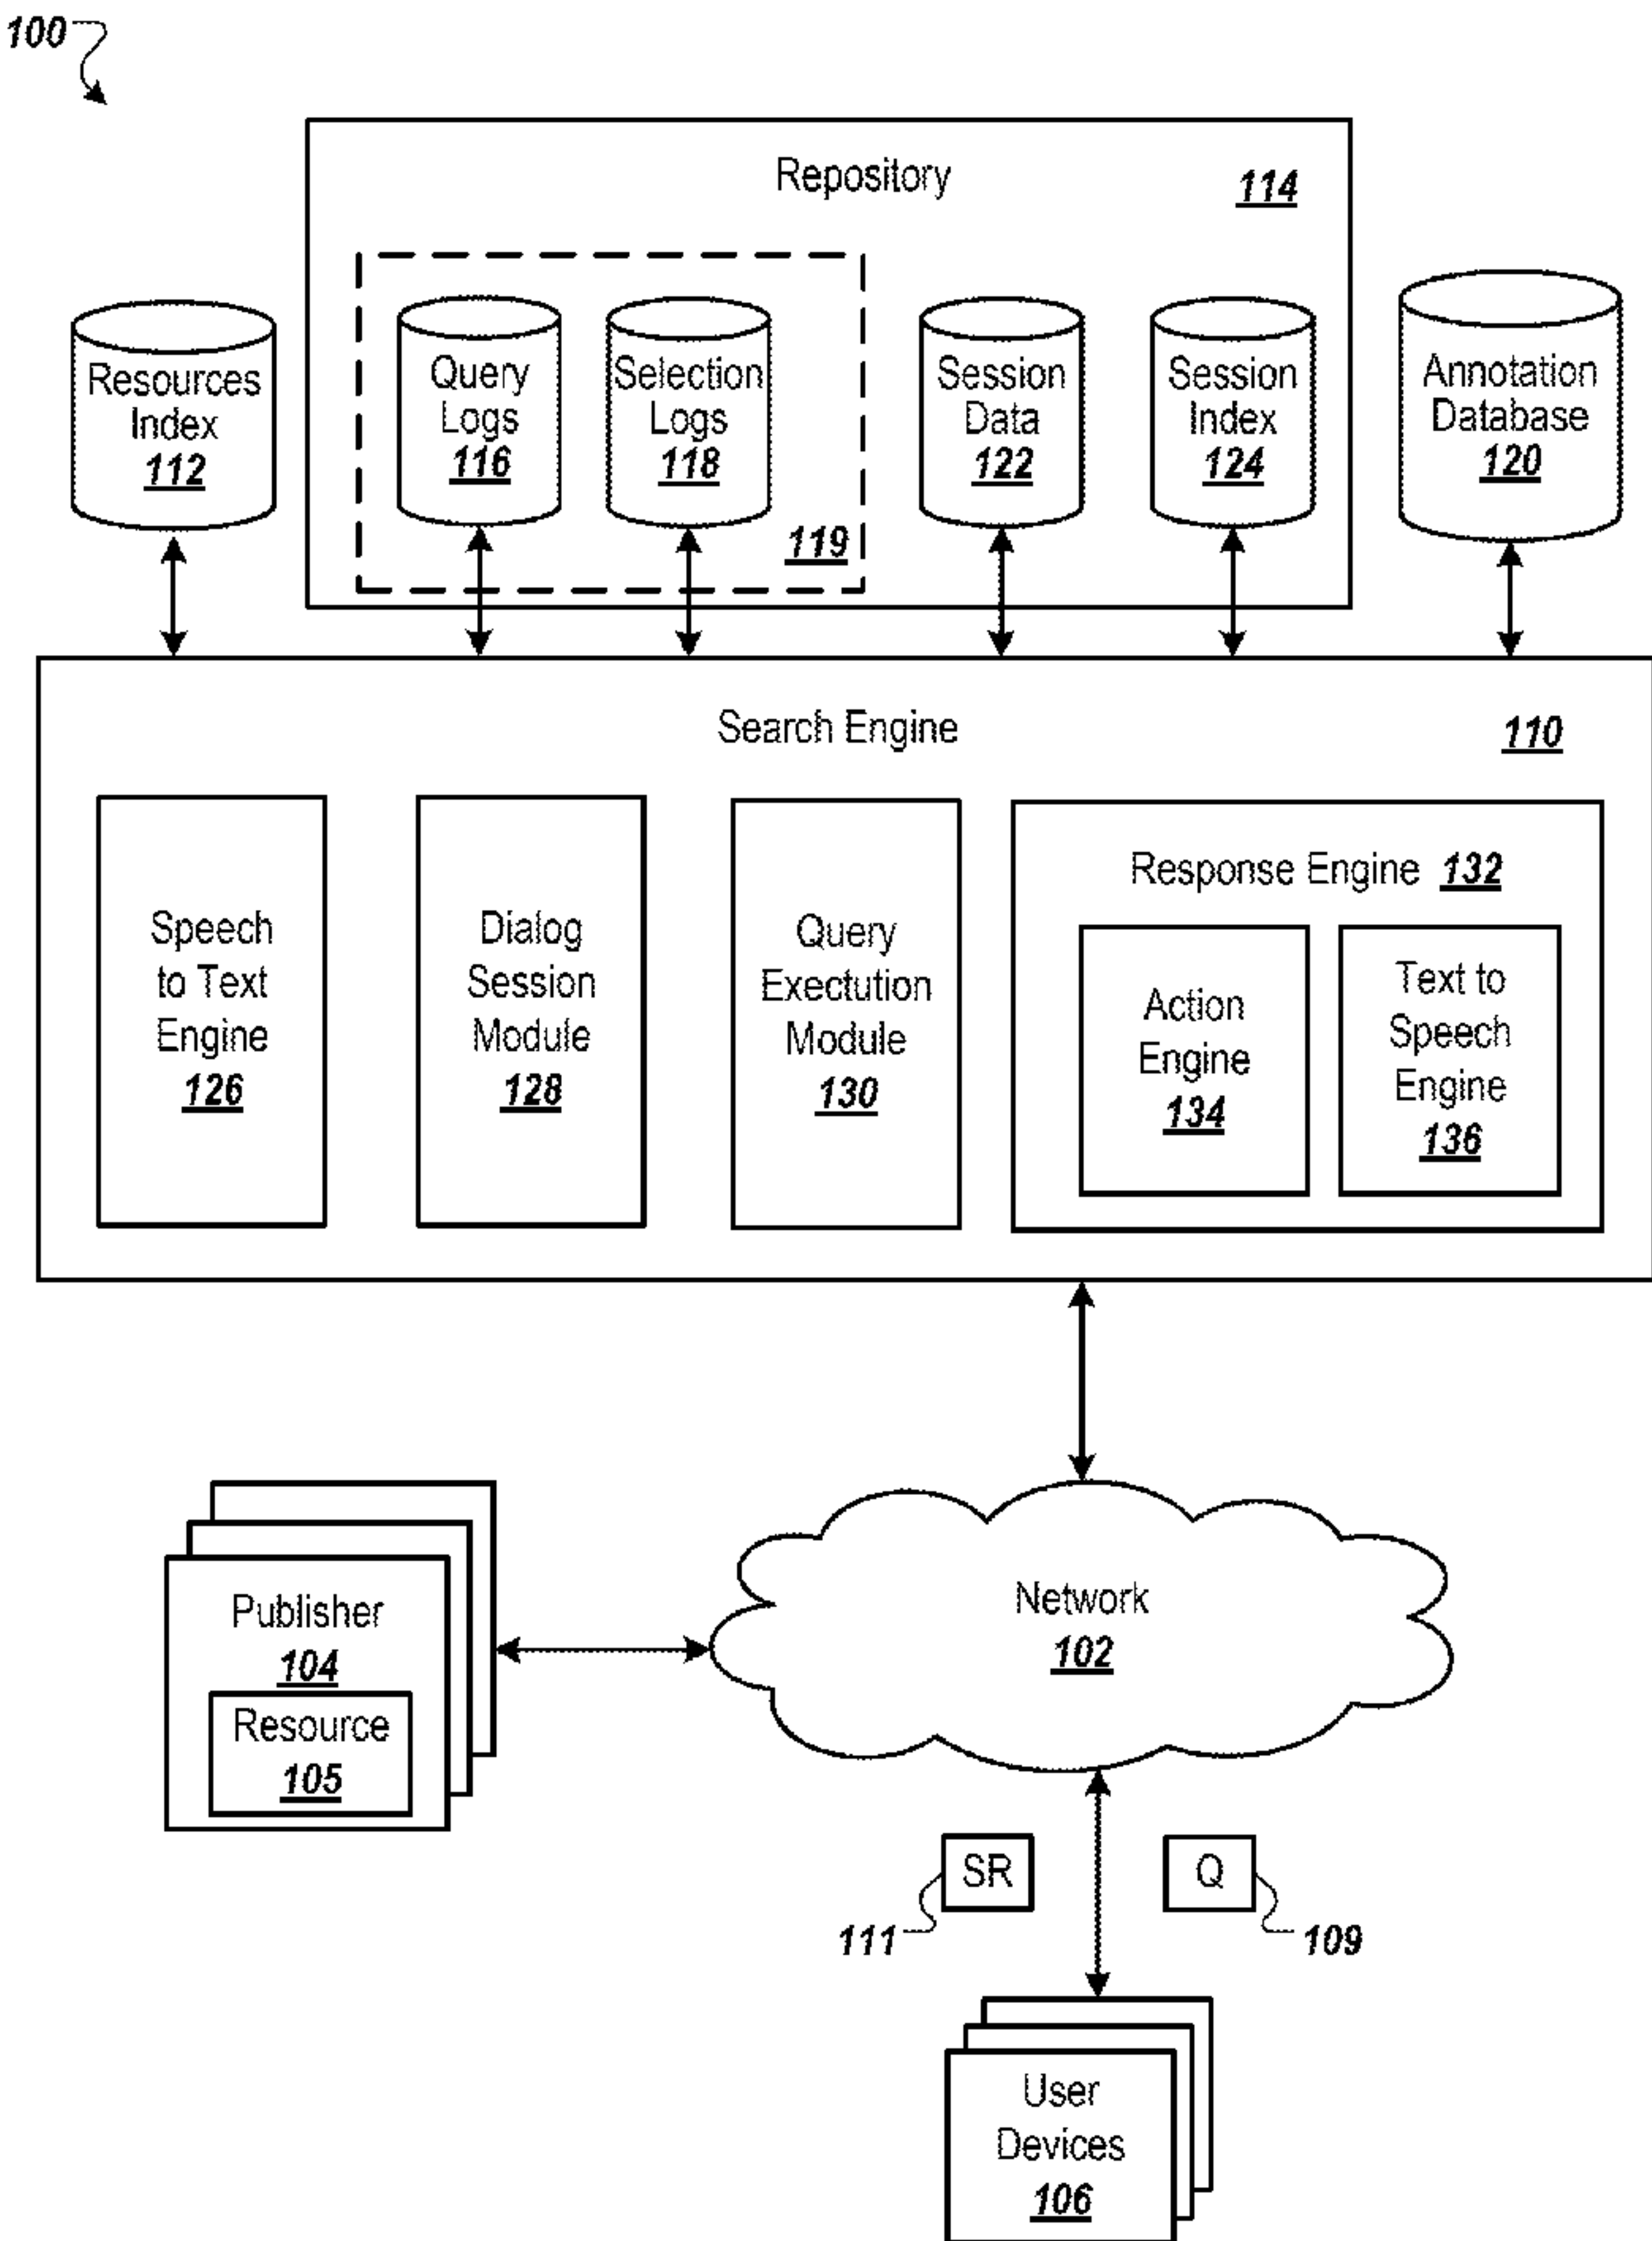 100
Repository
114
Resources
Index
112
Query
Logs
116
Selection
Logs
118
119
Session
Data
122
Session
Index
124
Annotation
Database
120
Search Engine
110
Speech
to Text
Engine
126
Dialog
Session
Module
128
Query
Exectution
Module
130
Response Engine 132
Action
Engine
134
Text to
Speech
Engine
136
Publisher
104
Resource
105
Network
102
SR
111
Q
109
User
Devices
106